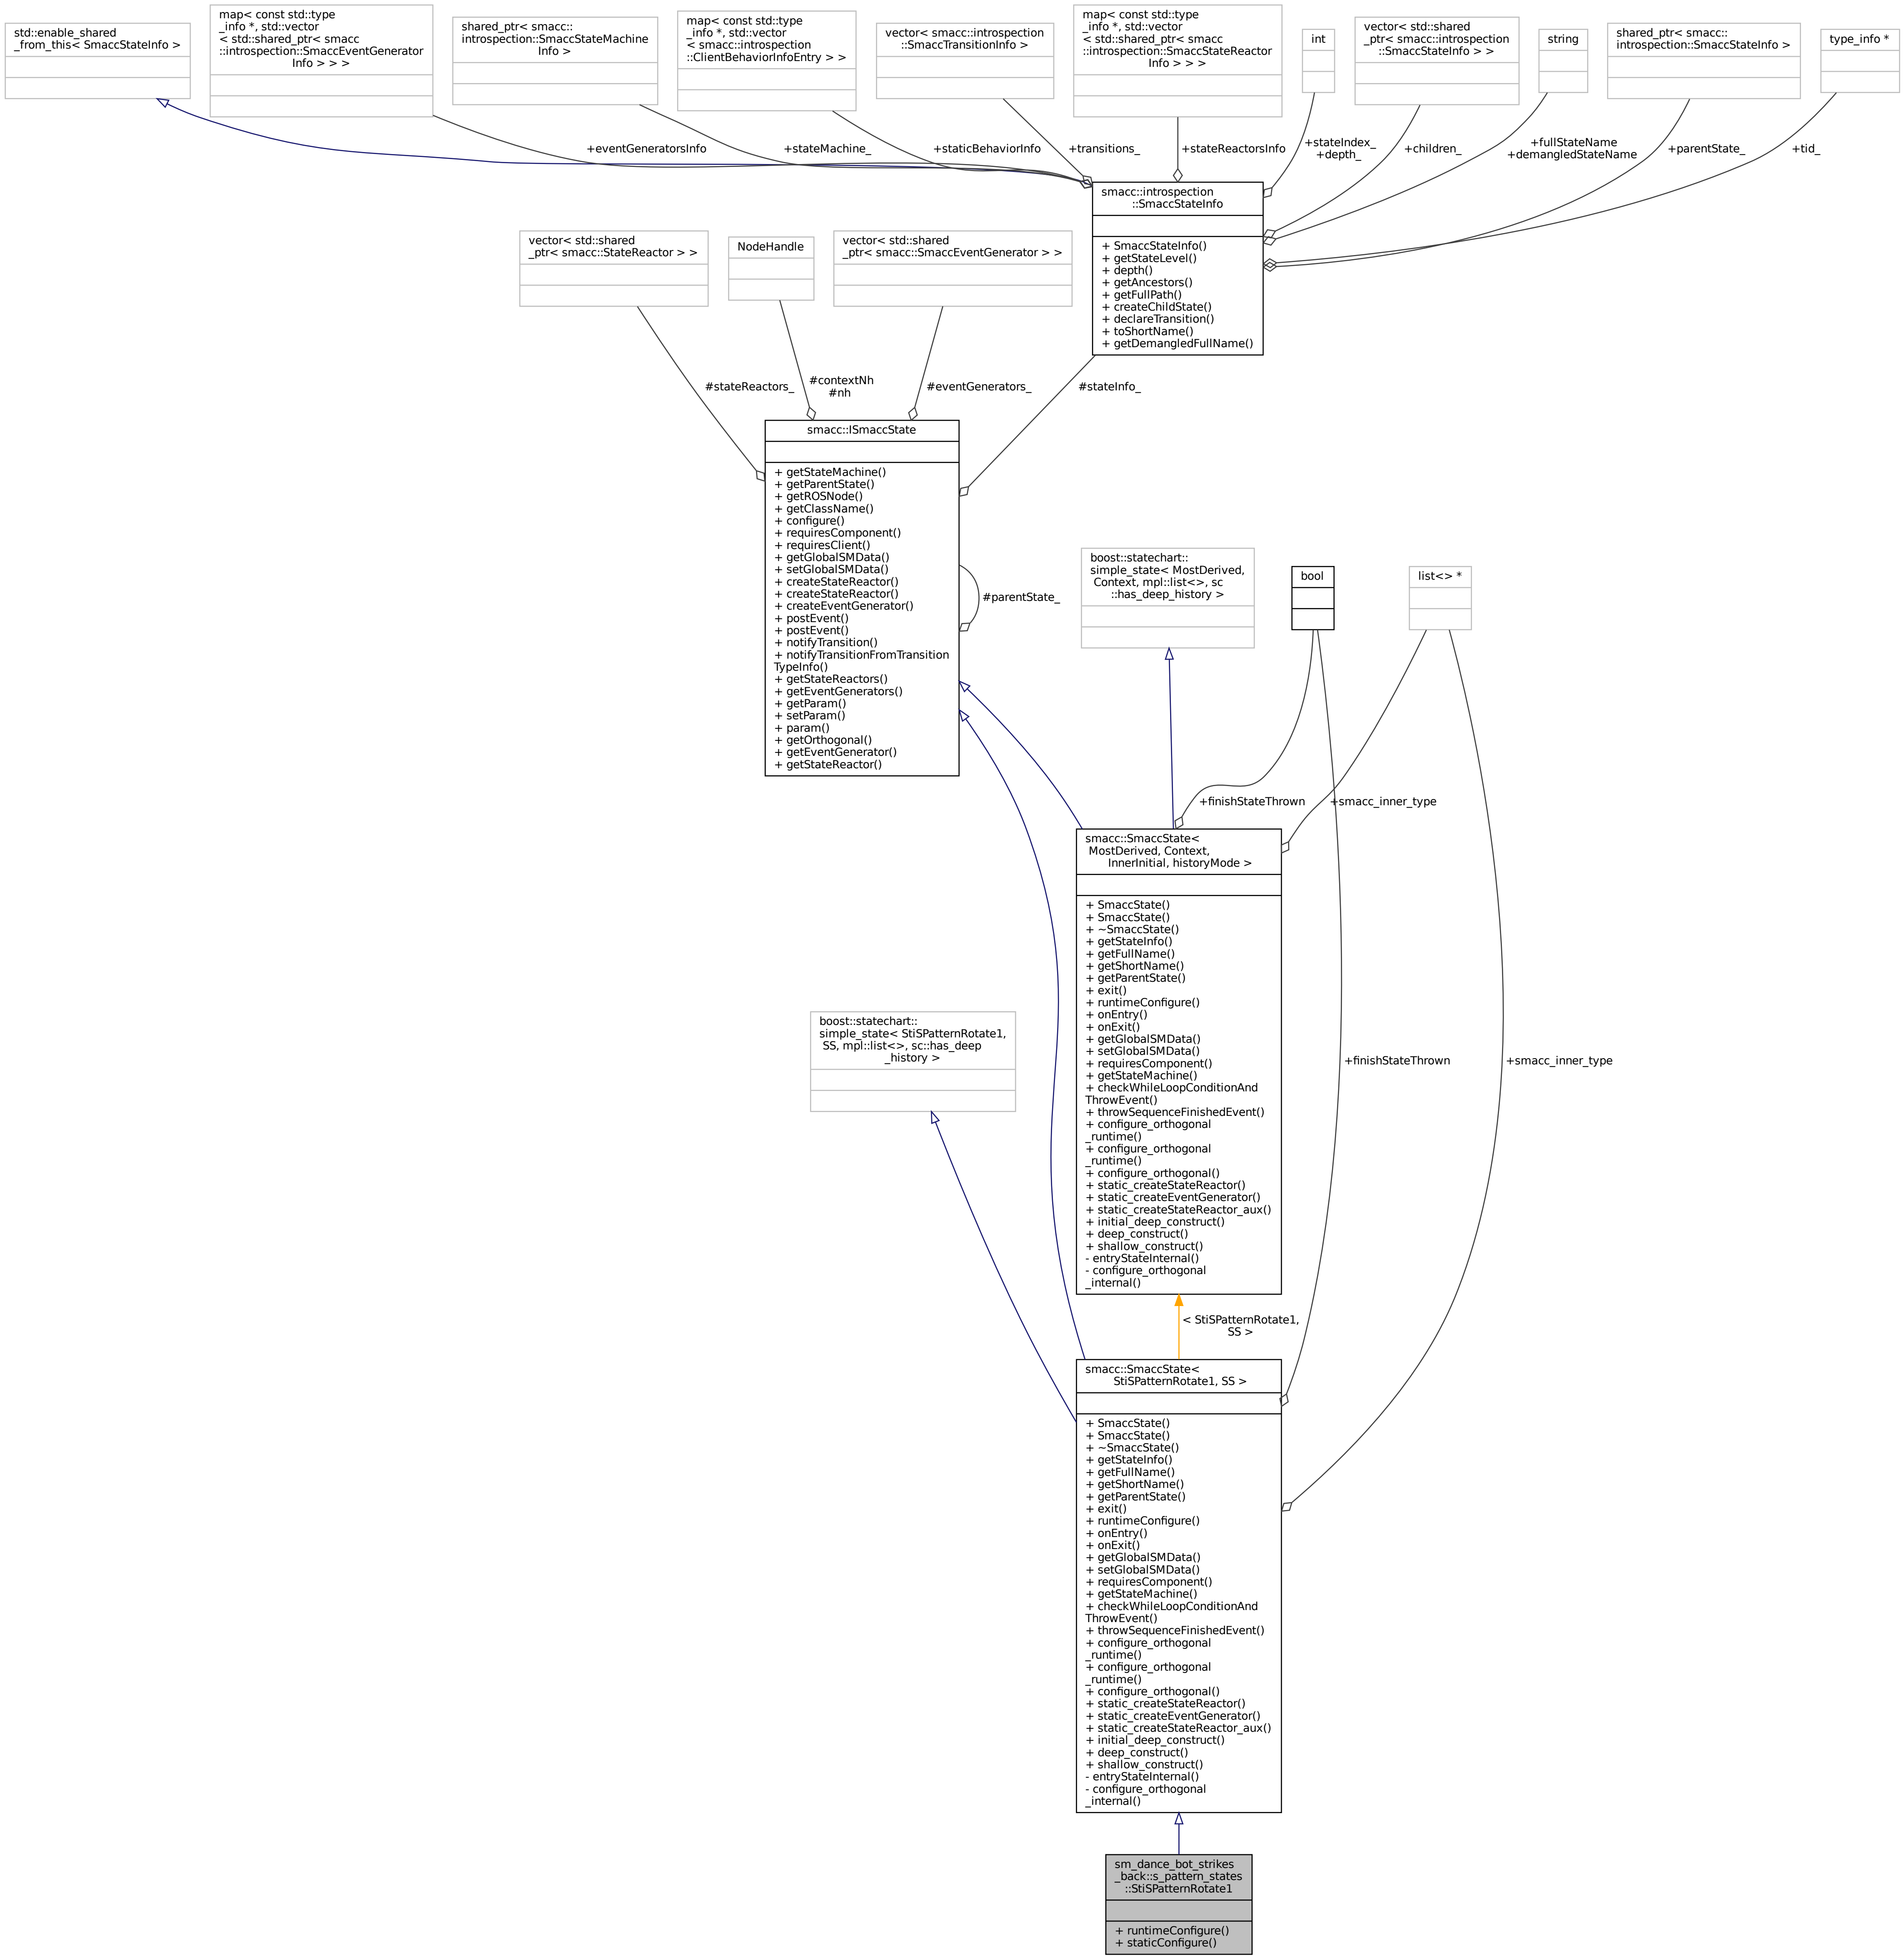 std::enable_shared
_from_this< SmaccStateInfo >
map< const std::type
_info *, std::vector
< std::shared_ptr< smacc
::introspection::SmaccEventGenerator
Info > > >
shared_ptr< smacc::
introspection::SmaccStateMachine
Info >
map< const std::type
_info *, std::vector
< smacc::introspection
::ClientBehaviorInfoEntry > >
vector< smacc::introspection
::SmaccTransitionInfo >
map< const std::type
_info *, std::vector
< std::shared_ptr< smacc
::introspection::SmaccStateReactor
Info > > >
int
vector< std::shared
_ptr< smacc::introspection
::SmaccStateInfo > >
string
shared_ptr< smacc::
introspection::SmaccStateInfo >
type_info *
+eventGeneratorsInfo
+stateMachine_
+staticBehaviorInfo
+transitions_
+stateReactorsInfo
+stateIndex_
+depth_
+children_
+fullStateName
+demangledStateName
+parentState_
+tid_
smacc::introspection
::SmaccStateInfo
+ SmaccStateInfo()
+ getStateLevel()
+ depth()
+ getAncestors()
+ getFullPath()
+ createChildState()
+ declareTransition()
+ toShortName()
+ getDemangledFullName()
vector< std::shared
_ptr< smacc::StateReactor > >
NodeHandle
vector< std::shared
_ptr< smacc::SmaccEventGenerator > >
#stateReactors_
#contextNh
#nh
#eventGenerators_
#stateInfo_
smacc::ISmaccState
+ getStateMachine()
+ getParentState()
+ getROSNode()
+ getClassName()
+ configure()
+ requiresComponent()
+ requiresClient()
+ getGlobalSMData()
+ setGlobalSMData()
+ createStateReactor()
+ createStateReactor()
+ createEventGenerator()
+ postEvent()
+ postEvent()
+ notifyTransition()
+ notifyTransitionFromTransition
TypeInfo()
+ getStateReactors()
+ getEventGenerators()
+ getParam()
+ setParam()
+ param()
+ getOrthogonal()
+ getEventGenerator()
+ getStateReactor()
#parentState_
boost::statechart::
simple_state< MostDerived,
Context, mpl::list<>, sc
::has_deep_history >
bool
list<> *
+finishStateThrown
+smacc_inner_type
smacc::SmaccState<
MostDerived, Context,
InnerInitial, historyMode >
+ SmaccState()
+ SmaccState()
+ ~SmaccState()
+ getStateInfo()
+ getFullName()
+ getShortName()
+ getParentState()
+ exit()
+ runtimeConfigure()
+ onEntry()
+ onExit()
+ getGlobalSMData()
+ setGlobalSMData()
+ requiresComponent()
+ getStateMachine()
+ checkWhileLoopConditionAnd
ThrowEvent()
+ throwSequenceFinishedEvent()
+ configure_orthogonal
_runtime()
+ configure_orthogonal
_runtime()
+ configure_orthogonal()
+ static_createStateReactor()
+ static_createEventGenerator()
+ static_createStateReactor_aux()
+ initial_deep_construct()
+ deep_construct()
+ shallow_construct()
- entryStateInternal()
- configure_orthogonal
_internal()
boost::statechart::
simple_state< StiSPatternRotate1,
SS, mpl::list<>, sc::has_deep
_history >
+finishStateThrown
+smacc_inner_type
< StiSPatternRotate1,
SS >
smacc::SmaccState<
StiSPatternRotate1, SS >
+ SmaccState()
+ SmaccState()
+ ~SmaccState()
+ getStateInfo()
+ getFullName()
+ getShortName()
+ getParentState()
+ exit()
+ runtimeConfigure()
+ onEntry()
+ onExit()
+ getGlobalSMData()
+ setGlobalSMData()
+ requiresComponent()
+ getStateMachine()
+ checkWhileLoopConditionAnd
ThrowEvent()
+ throwSequenceFinishedEvent()
+ configure_orthogonal
_runtime()
+ configure_orthogonal
_runtime()
+ configure_orthogonal()
+ static_createStateReactor()
+ static_createEventGenerator()
+ static_createStateReactor_aux()
+ initial_deep_construct()
+ deep_construct()
+ shallow_construct()
- entryStateInternal()
- configure_orthogonal
_internal()
sm_dance_bot_strikes
_back::s_pattern_states
::StiSPatternRotate1
+ runtimeConfigure()
+ staticConfigure()